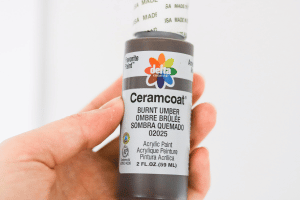 MADE
delta
Ceramcoat®
BURNT UMBER
OMBRE BRÛLÉE
SOMBRA QUEMADO
02025
Acrylic Paint
Acrylique Peinture
Pintura Acrílica
2 FL.OZ (59 ML)